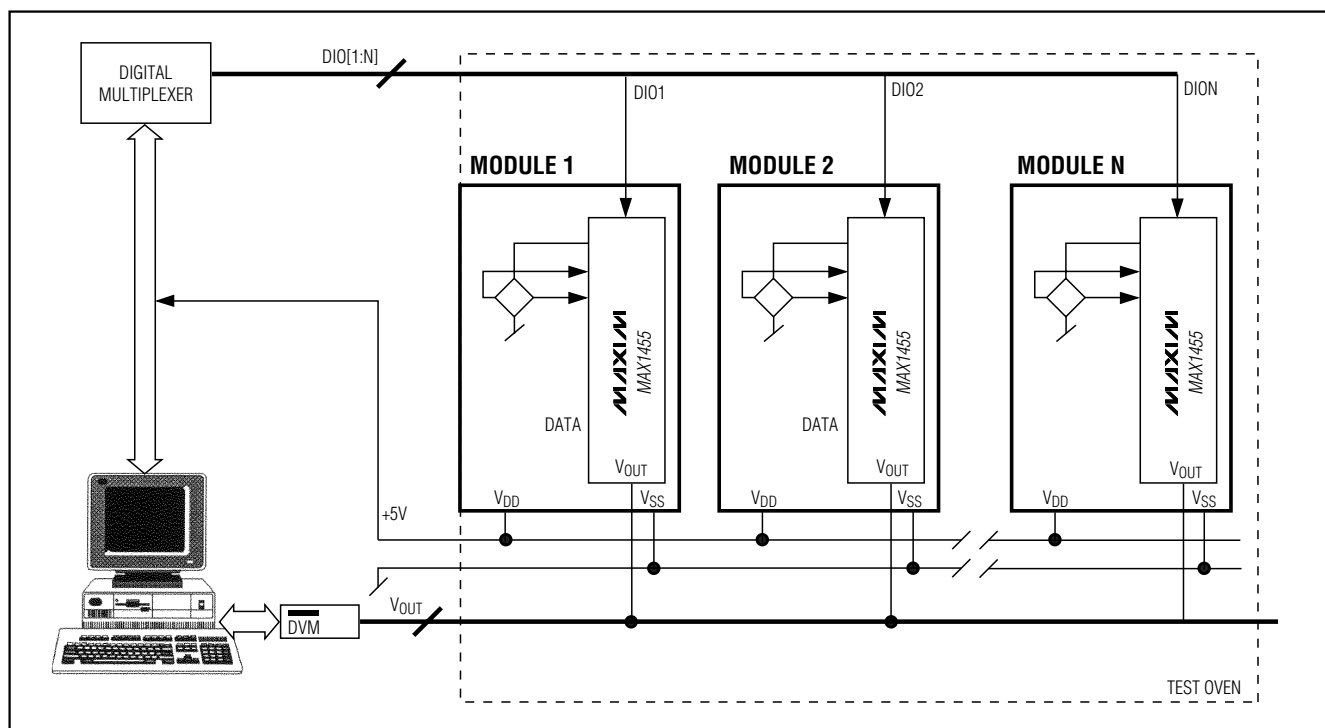 DIGITAL
MULTIPLEXER
DIO[1:N]
DIO1
DIO2
DION
MODULE 1
MODULE 2
MODULE N
MAXIM
MAX1455
MAXIM
MAX1455
MAXIM
MAX1455
DATA
DATA
VOUT
VOUT
VOUT
VDD
VSS
VDD
VSS
VDD
VSS
+5V
VOUT
DVM
TEST OVEN